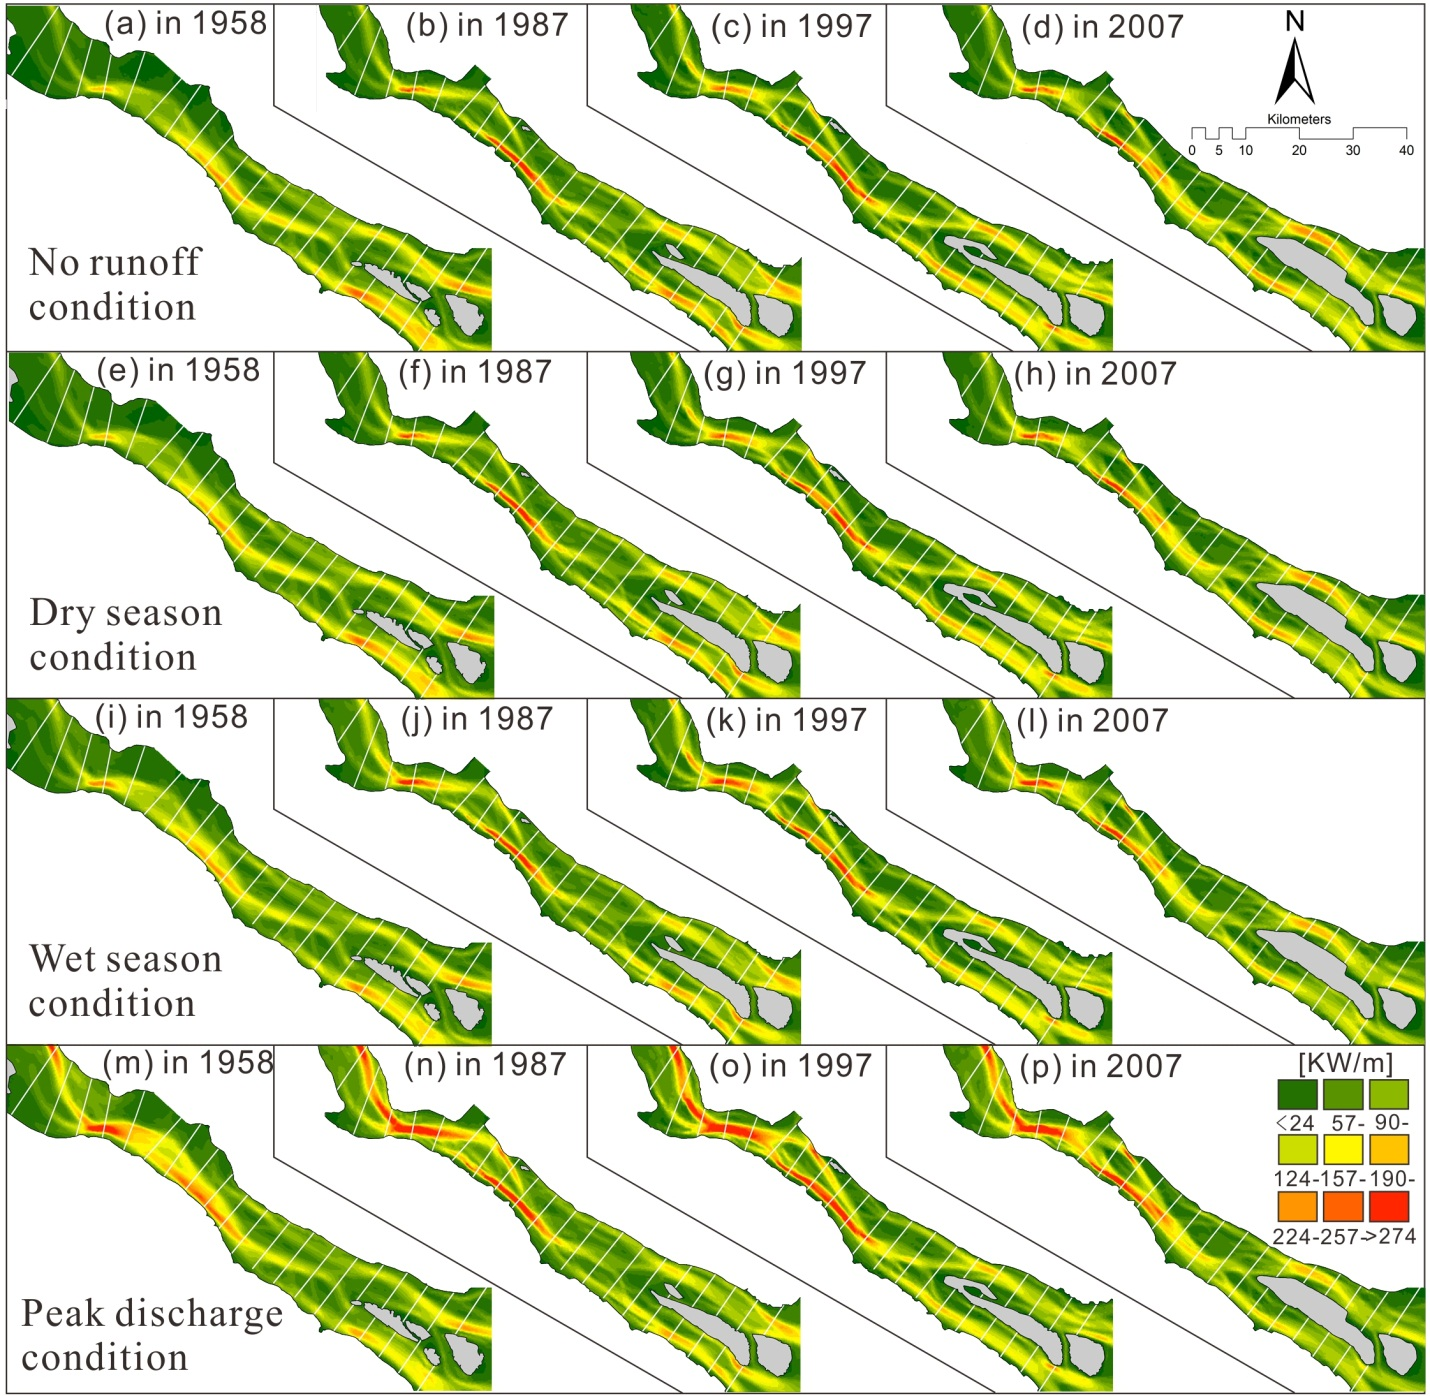 (a) in 1958
(b) in 1987
(c) in 1997
(d) in 2007
N
Kilometers
0 5 10 20 30 40
No runoff
condition
(e) in 1958
(f) in 1987
(g) in 1997
(h) in 2007
Dry season
condition
(i) in 1958
(j) in 1987
(k) in 1997
(l) in 2007
Wet season
condition
(m) in 1958
(n) in 1987
(o) in 1997
(p) in 2007
[KW/m]
<24 57- 90-
124-157-190-
224-257->274
Peak discharge
condition